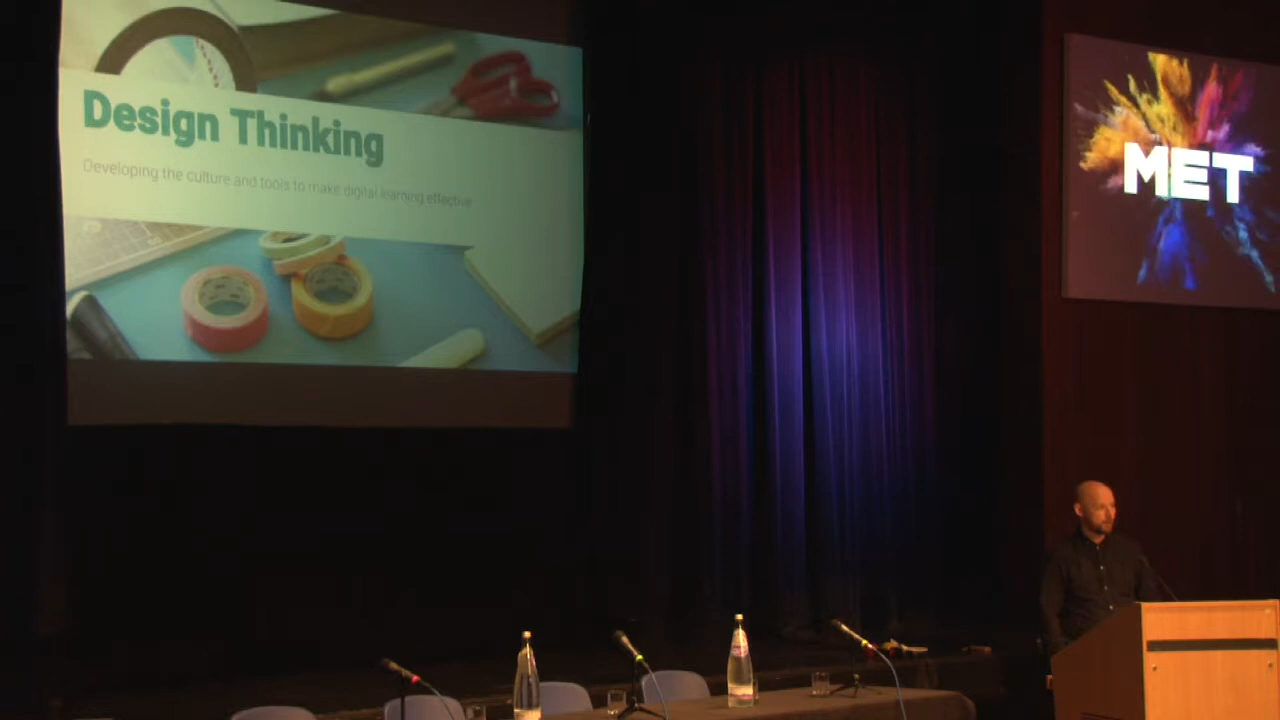 Design Thinking
Developing the culture and tools to make digital learning effective
MET